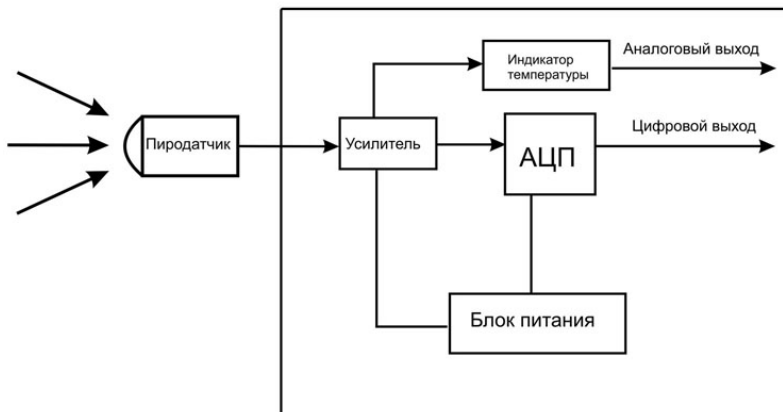 Индикатор
температуры
Аналоговый выход
Пиродатчик
Усилитель
АЦП
Цифровой выход
Блок питания